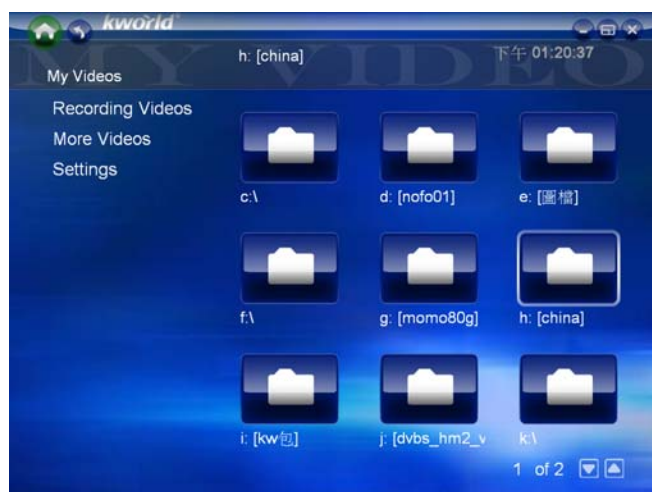 kworld
MY VIDEO
h: [china]
下午 01:20:37
My Videos
Recording Videos
More Videos
Settings
c:\
d: [nofo01]
e: [圖檔]
f:\
g: [momo80g]
h: [china]
i: [kw包]
j: [dvbs_hm2_v
k:\
1 of 2